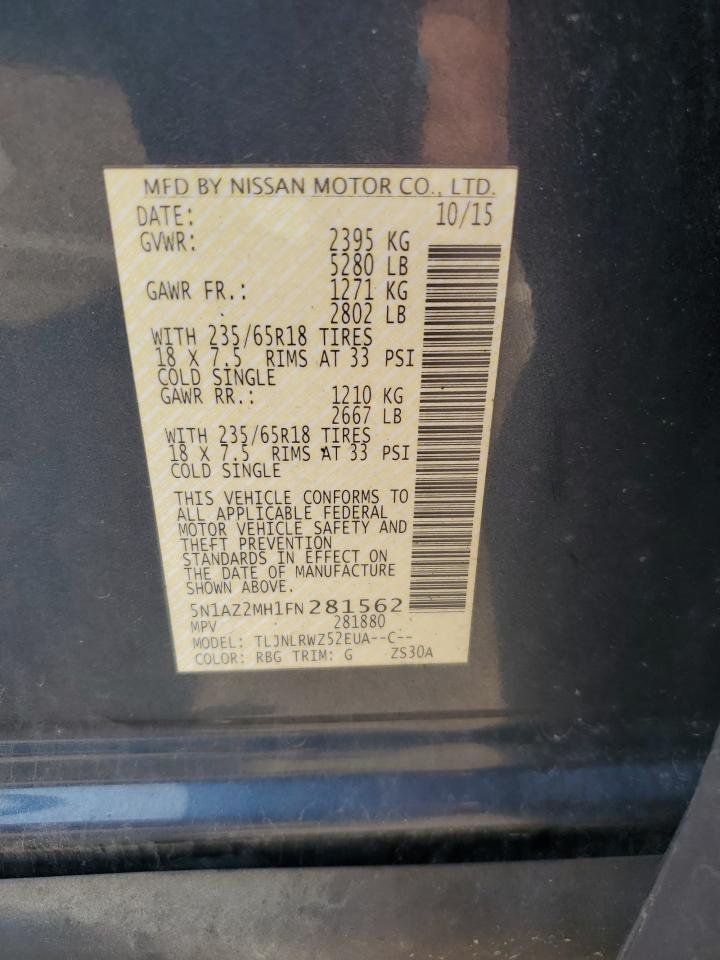 MFD BY NISSAN MOTOR CO., LTD.
DATE: 10/15
GVWR: 2395 KG
5280 LB
GAWR FR.: 1271 KG
2802 LB
WITH 235/65R18 TIRES
18 X 7.5 RIMS AT 33 PSI
COLD SINGLE
GAWR RR.: 1210 KG
2667 LB
WITH 235/65R18 TIRES
18 X 7.5 RIMS AT 33 PSI
COLD SINGLE
THIS VEHICLE CONFORMS TO
ALL APPLICABLE FEDERAL
MOTOR VEHICLE SAFETY AND
THEFT PREVENTION
STANDARDS IN EFFECT ON
THE DATE OF MANUFACTURE
SHOWN ABOVE.
5N1AZ2MH1FN281562
MPV 281880
MODEL: TLJNLRWZ52EUA--C--
COLOR: RBG TRIM: G ZS30A